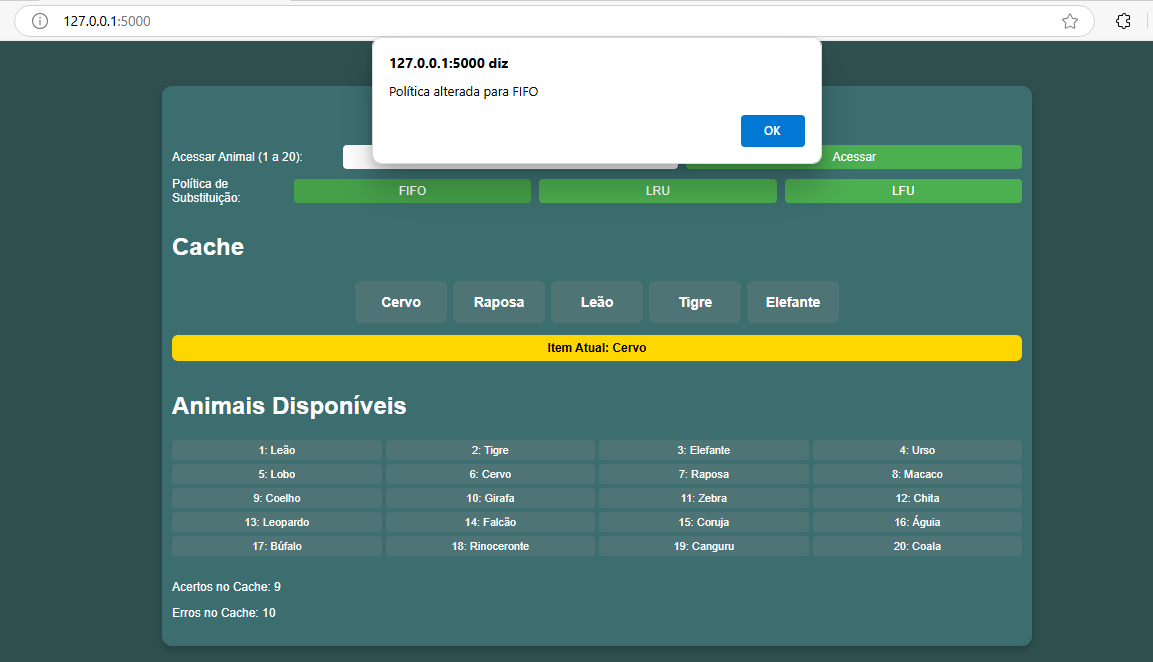 127.0.0.1:5000
127.0.0.1:5000 diz
Política alterada para FIFO
OK
Acessar Animal (1 a 20):
Acessar
Política de
Substituição:
FIFO
LRU
LFU
Cache
Cervo
Raposa
Leão
Tigre
Elefante
Item Atual: Cervo
Animais Disponíveis
1: Leão
2: Tigre
3: Elefante
4: Urso
5: Lobo
6: Cervo
7: Raposa
8: Macaco
9: Coelho
10: Girafa
11: Zebra
12: Chita
13: Leopardo
14: Falcão
15: Coruja
16: Águia
17: Búfalo
18: Rinoceronte
19: Canguru
20: Coala
Acertos no Cache: 9
Erros no Cache: 10